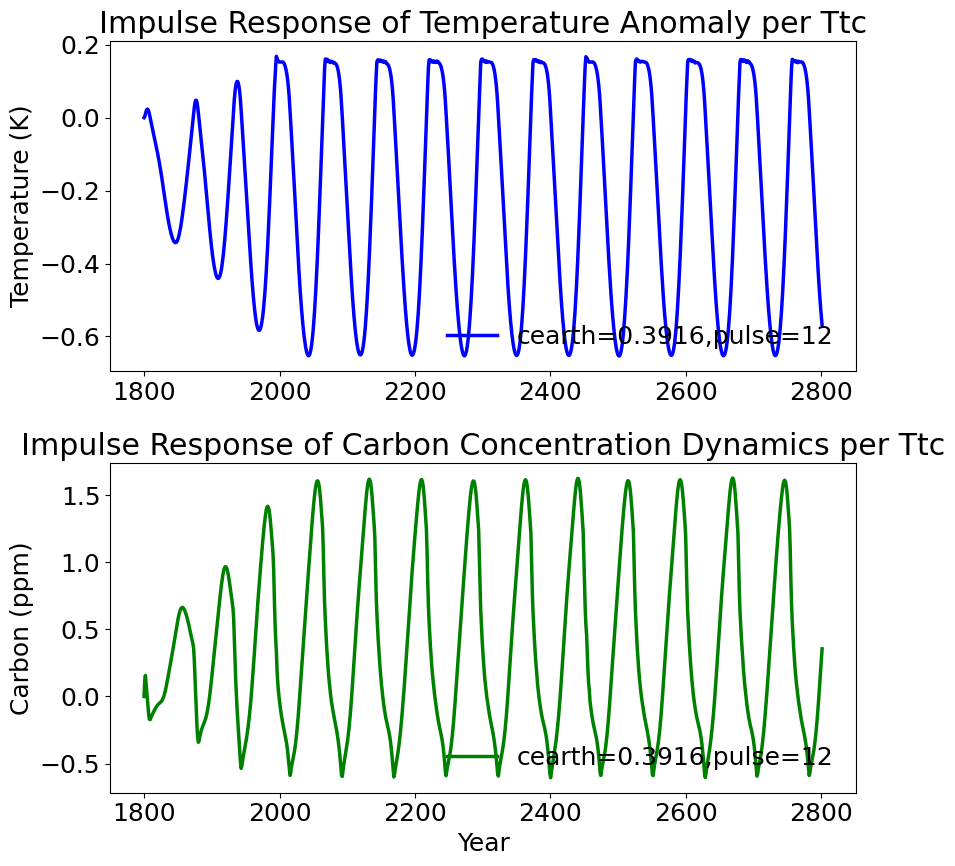 Impulse Response of Temperature Anomaly per Ttc
Temperature (K)
0.2
0.0
−0.2
−0.4
−0.6
cearth=0.3916,pulse=12
1800 2000 2200 2400 2600 2800
Impulse Response of Carbon Concentration Dynamics per Ttc
Carbon (ppm)
1.5
1.0
0.5
0.0
−0.5
cearth=0.3916,pulse=12
1800 2000 2200 2400 2600 2800
Year